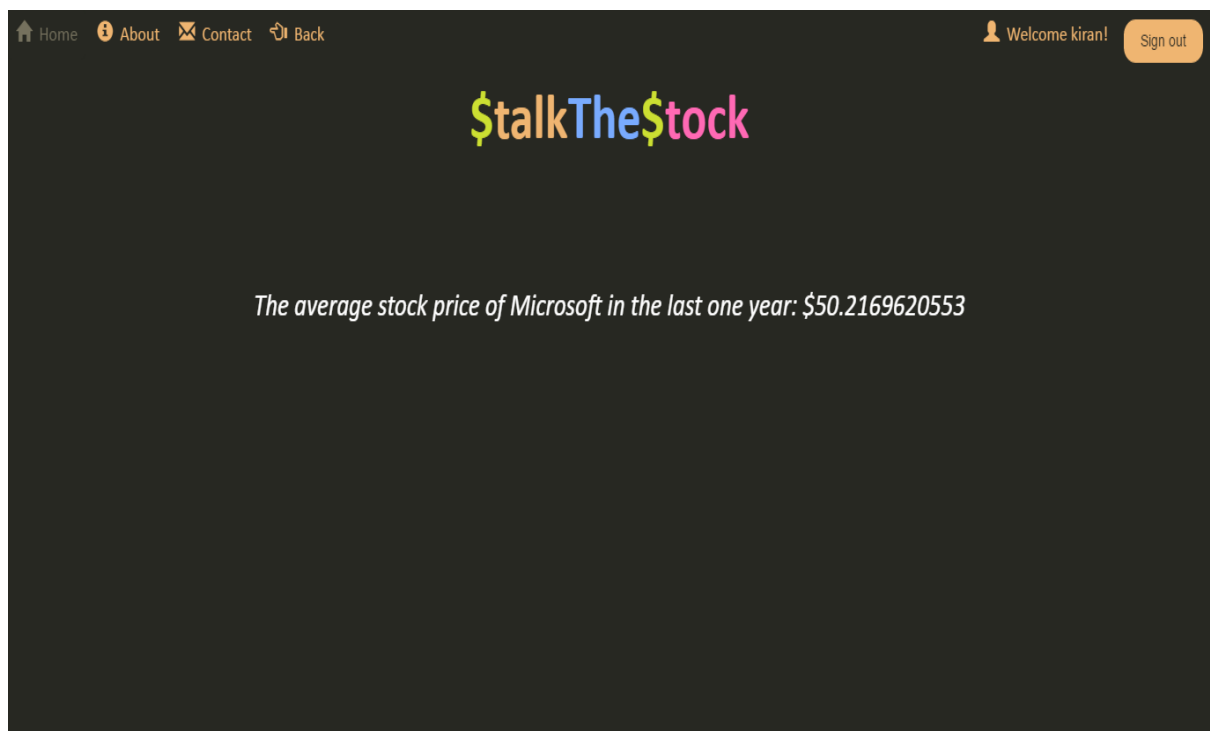 Home About Contact Back Welcome kiran! Sign out
$talkThe$tock
The average stock price of Microsoft in the last one year: $50.2169620553